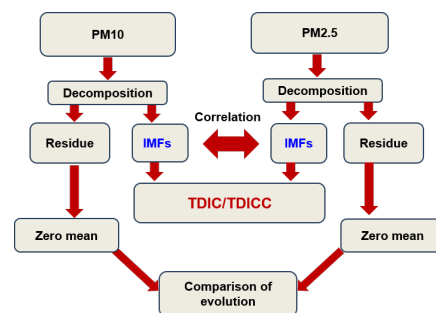 PM10
PM2.5
Decomposition
Decomposition
Correlation
Residue
IMFs
IMFs
Residue
TDIC/TDICC
Zero mean
Zero mean
Comparison of
evolution